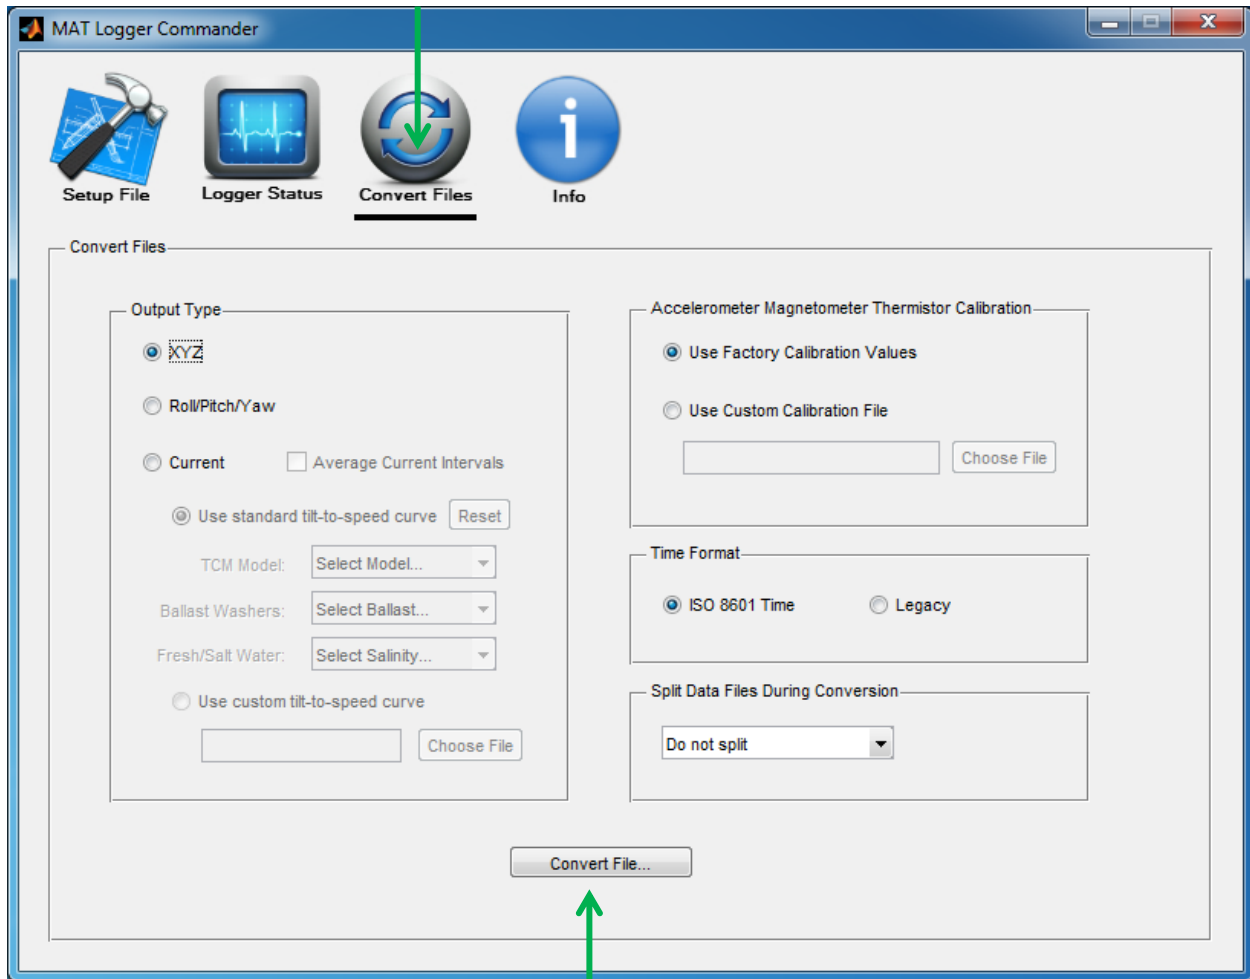 MAT Logger Commander
Setup File
Logger Status
Convert Files
Info
Convert Files
Output Type
XYZ
Roll/Pitch/Yaw
Current
Average Current Intervals
Use standard tilt-to-speed curve
Reset
TCM Model:
Select Model...
Ballast Washers:
Select Ballast...
Fresh/Salt Water:
Select Salinity...
Use custom tilt-to-speed curve
Choose File
Accelerometer Magnetometer Thermistor Calibration
Use Factory Calibration Values
Use Custom Calibration File
Choose File
Time Format
ISO 8601 Time
Legacy
Split Data Files During Conversion
Do not split
Convert File...